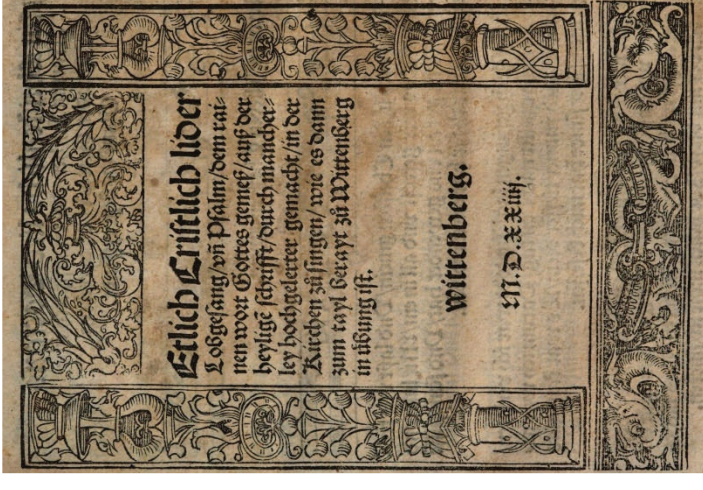 Etlich Cristlich lider
Lobgesang/ vñ Psalm/ dem rai-
nen wort Gottes gemeß/ auß der
heyligẽ schrifft/ durch mancher-
ley hochgelerter gemacht/ in der
Kirchen zů singen/ wie es dann
zum tayl berayt zů Wittenberg
in übung ist.
wittenberg.
M.D.XXiiij.